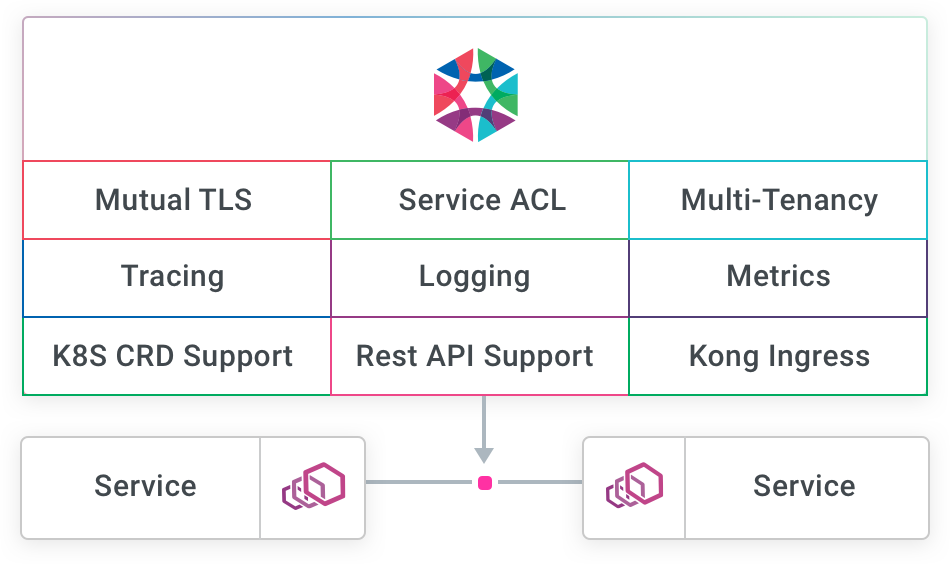 Mutual TLS
Service ACL
Multi-Tenancy
Tracing
Logging
Metrics
K8S CRD Support
Rest API Support
Kong Ingress
Service
Service